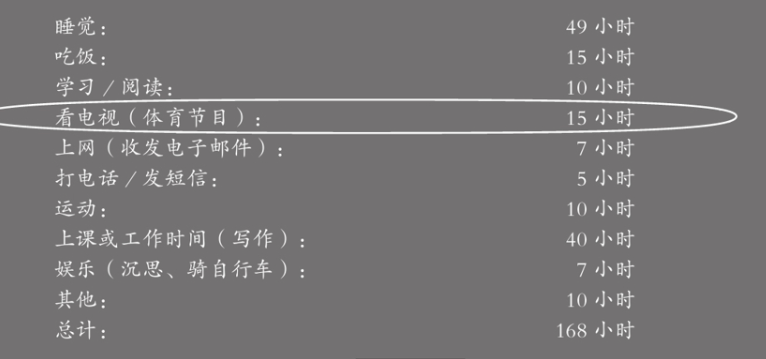 睡觉： 49 小时
吃饭： 15 小时
学习 / 阅读： 10 小时
看电视（体育节目）： 15 小时
上网（收发电子邮件）： 7 小时
打电话 / 发短信： 5 小时
运动： 10 小时
上课或工作时间（写作）： 40 小时
娱乐（沉思、骑自行车）： 7 小时
其他： 10 小时
总计： 168 小时